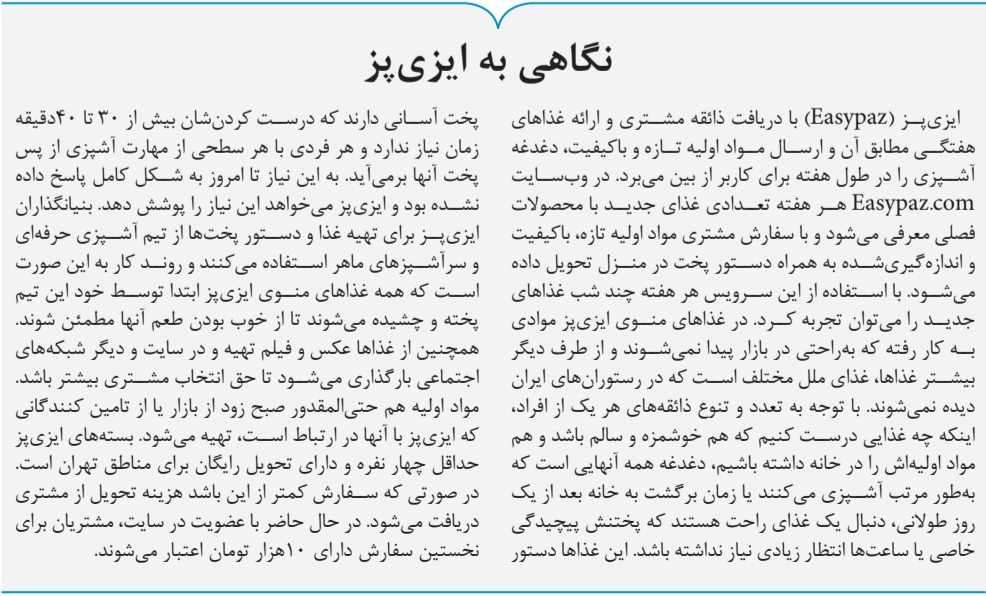 نگاهی به ایزی‌پز
ایزی‌پز (Easypaz) با دریافت ذائقه مشتری و ارائه غذاهای
هفتگی مطابق آن و ارسال مواد اولیه تازه و باکیفیت، دغدغه
آشپزی را در طول هفته برای کاربر از بین می‌برد. در وب‌سایت
Easypaz.com هر هفته تعدادی غذای جدید با محصولات
فصلی معرفی می‌شود و با سفارش مشتری مواد اولیه تازه، باکیفیت
و اندازه‌گیری‌شده به همراه دستور پخت در منزل تحویل داده
می‌شود. با استفاده از این سرویس هر هفته چند شب غذاهای
جدید را می‌توان تجربه کرد. در غذاهای منوی ایزی‌پز موادی
به کار رفته که به‌راحتی در بازار پیدا نمی‌شوند و از طرف دیگر
بیشتر غذاها، غذای ملل مختلف است که در رستوران‌های ایران
دیده نمی‌شوند. با توجه به تعدد و تنوع ذائقه‌های هر یک از افراد،
اینکه چه غذایی درست کنیم که هم خوشمزه و سالم باشد و هم
مواد اولیه‌اش را در خانه داشته باشیم، دغدغه همه آنهایی است که
به‌طور مرتب آشپزی می‌کنند یا زمان برگشت به خانه بعد از یک
روز طولانی، دنبال یک غذای راحت هستند که پختنش پیچیدگی
خاصی یا ساعت‌ها انتظار زیادی نیاز نداشته باشد. این غذاها دستور
پخت آسانی دارند که درست کردن‌شان بیش از ۳۰ تا ۴۰دقیقه
زمان نیاز ندارد و هر فردی با هر سطحی از مهارت آشپزی از پس
پخت آنها برمی‌آید. به این نیاز تا امروز به شکل کامل پاسخ داده
نشده بود و ایزی‌پز می‌خواهد این نیاز را پوشش دهد. بنیانگذاران
ایزی‌پز برای تهیه غذا و دستور پخت‌ها از تیم آشپزی حرفه‌ای
و سرآشپزهای ماهر استفاده می‌کنند و روند کار به این صورت
است که همه غذاهای منوی ایزی‌پز ابتدا توسط خود این تیم
پخته و چشیده می‌شوند تا از خوب بودن طعم آنها مطمئن شوند.
همچنین از غذاها عکس و فیلم تهیه و در سایت و دیگر شبکه‌های
اجتماعی بارگذاری می‌شود تا حق انتخاب مشتری بیشتر باشد.
مواد اولیه هم حتی‌المقدور صبح زود از بازار یا از تامین کنندگانی
که ایزی‌پز با آنها در ارتباط است، تهیه می‌شود. بسته‌های ایزی‌پز
حداقل چهار نفره و دارای تحویل رایگان برای مناطق تهران است.
در صورتی که سفارش کمتر از این باشد هزینه تحویل از مشتری
دریافت می‌شود. در حال حاضر با عضویت در سایت، مشتریان برای
نخستین سفارش دارای ۱۰هزار تومان اعتبار می‌شوند.